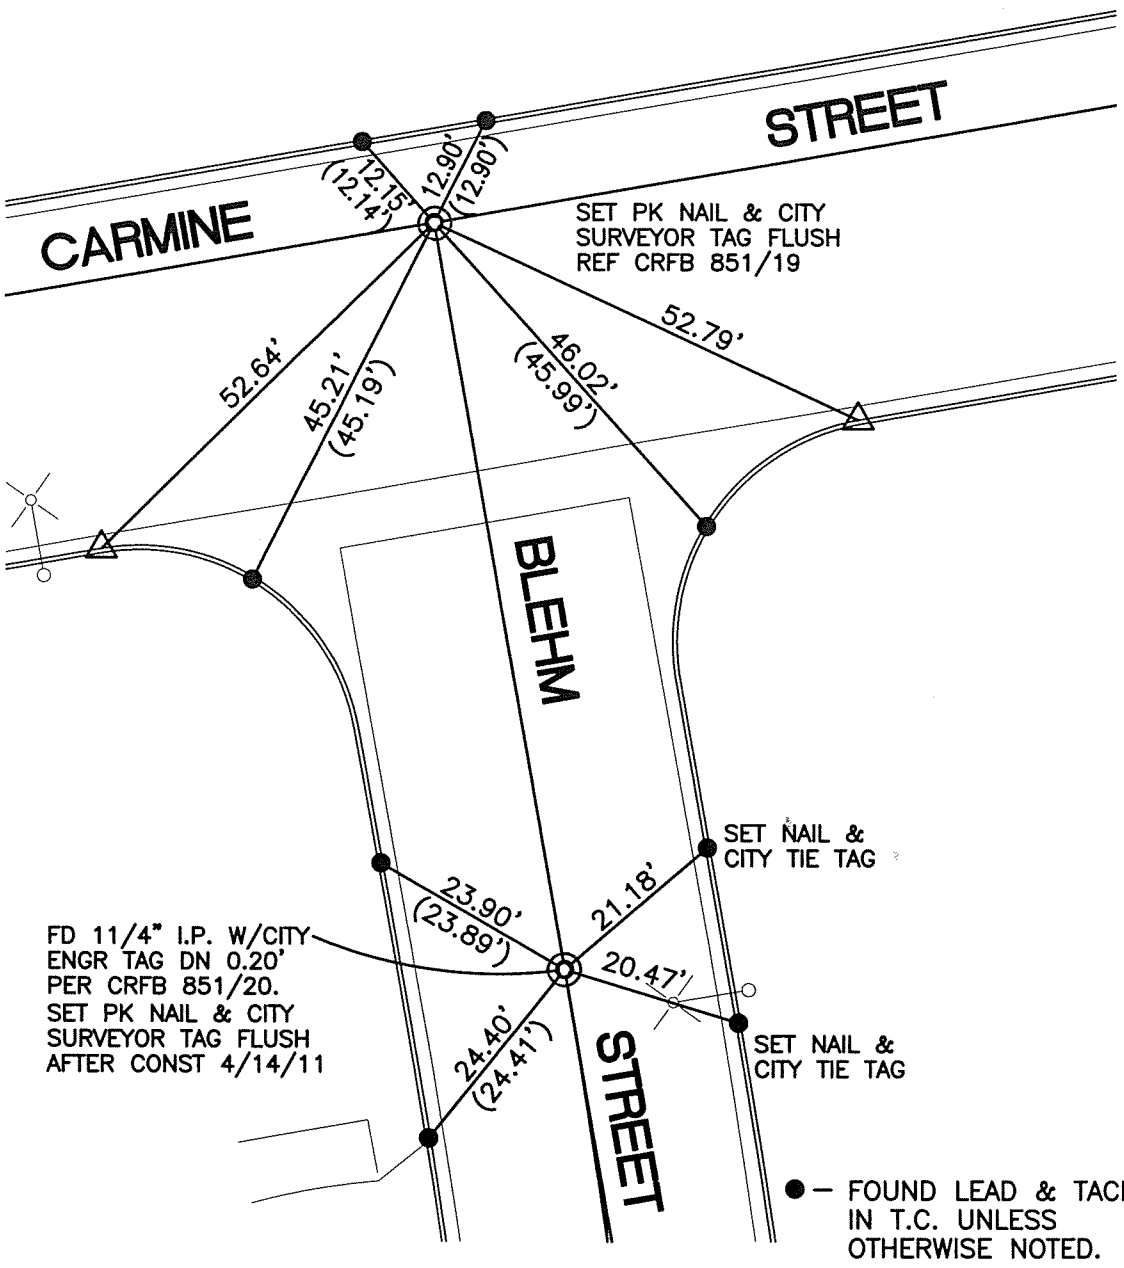 STREET
CARMINE
12.15'
(12.14')
12.90'
(12.90')
SET PK NAIL & CITY
SURVEYOR TAG FLUSH
REF CRFB 851/19
52.64'
45.21'
(45.19')
46.02'
(45.99')
52.79'
BLEHM
SET NAIL &
CITY TIE TAG
23.90'
(23.89')
21.18'
20.47'
FD 11/4" I.P. W/CITY
ENGR TAG DN 0.20'
PER CRFB 851/20.
SET PK NAIL & CITY
SURVEYOR TAG FLUSH
AFTER CONST 4/14/11
24.40'
(24.41')
STREET
SET NAIL &
CITY TIE TAG
– FOUND LEAD &
IN T.C. UNLESS
OTHERWISE NOTED.